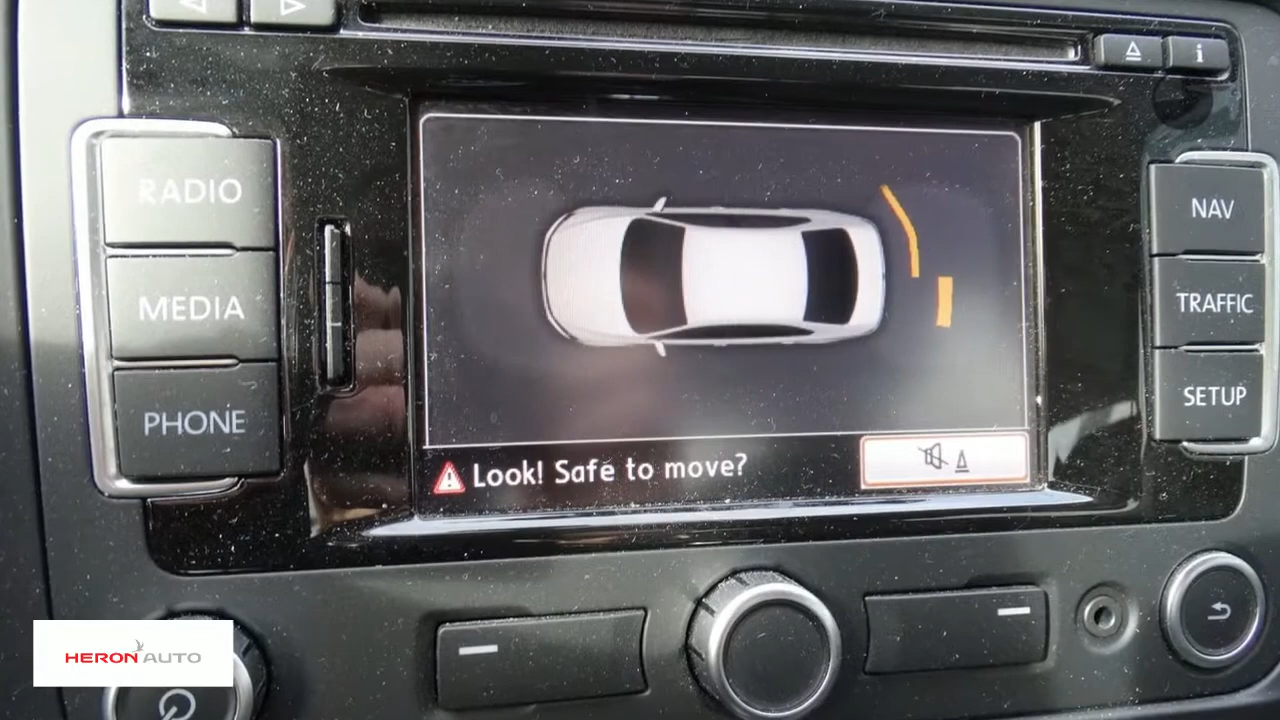 i
RADIO
MEDIA
PHONE
NAV
TRAFFIC
SETUP
Look! Safe to move?
HERON AUTO